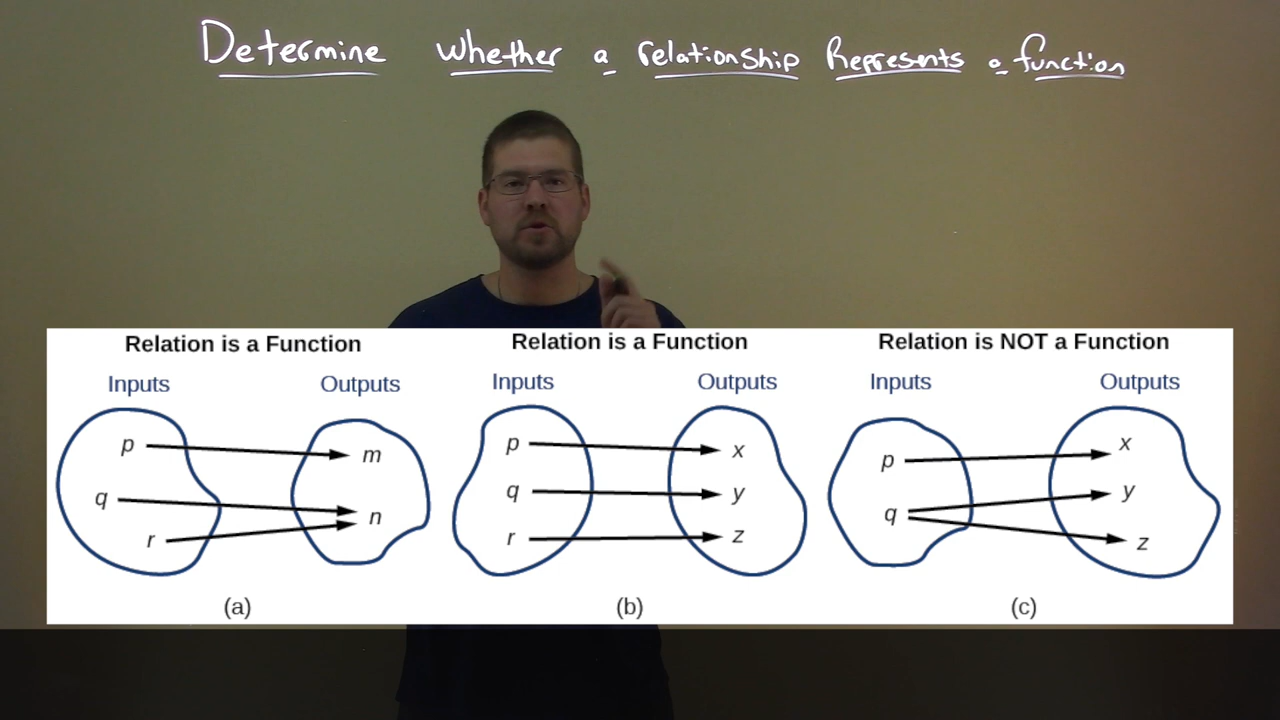 Determine whether a relationship Represents a function
Relation is a Function
Inputs Outputs
p m
q n
r
(a)
Relation is a Function
Inputs Outputs
p x
q y
r z
(b)
Relation is NOT a Function
Inputs Outputs
p x
q y
z
(c)